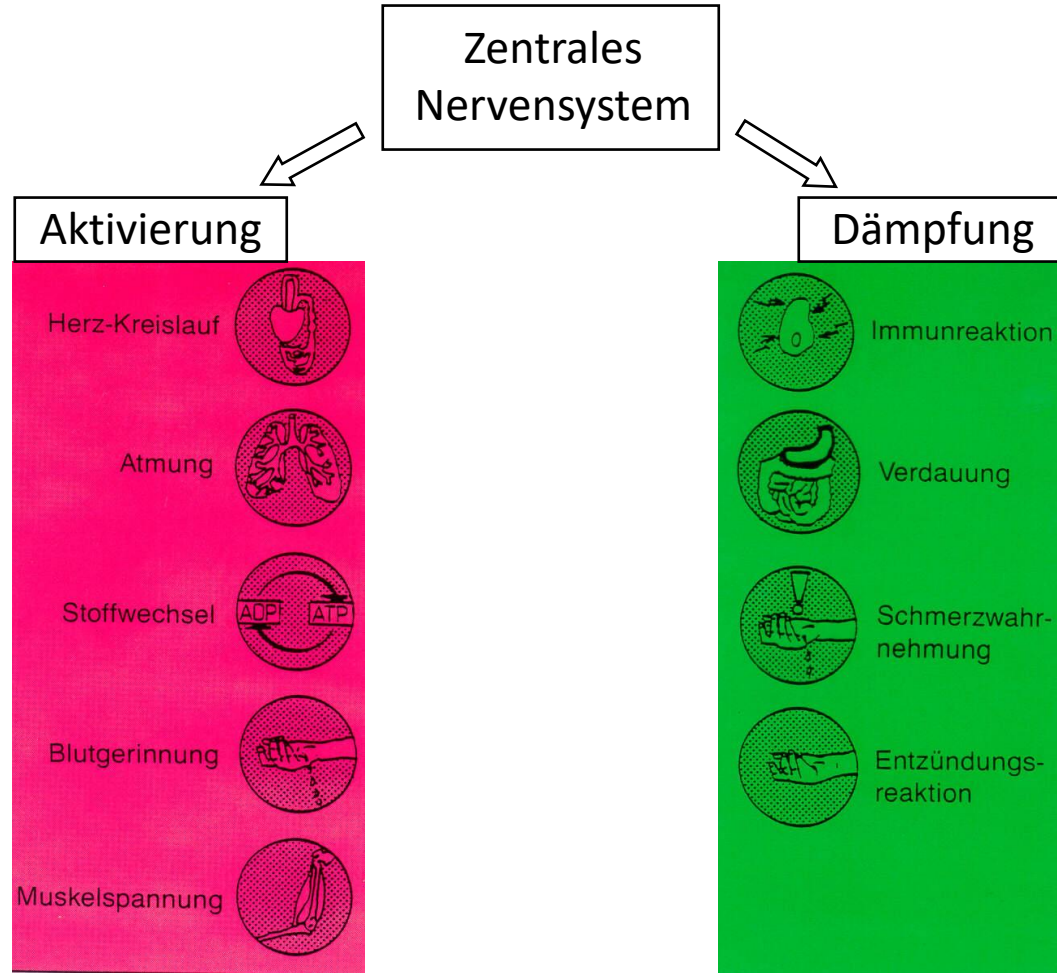 Zentrales
Nervensystem
Aktivierung
Herz-Kreislauf
Atmung
Stoffwechsel
ADP
ATP
Blutgerinnung
Muskelspannung
Dämpfung
Immunreaktion
Verdauung
Schmerzwahr-
nehmung
Entzündungs-
reaktion